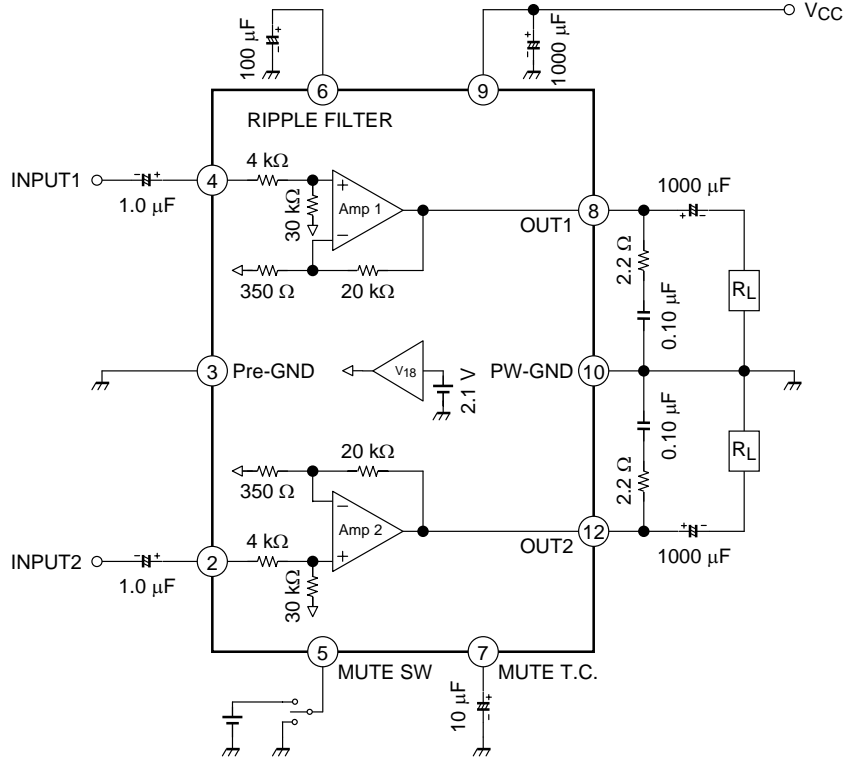 VCC
100 μF
1000 μF
6
9
RIPPLE FILTER
INPUT1
1.0 μF
4
4 kΩ
30 kΩ
+
Amp 1
−
350 Ω
20 kΩ
OUT1
8
1000 μF
2.2 Ω
0.10 μF
RL
3
Pre-GND
V18
2.1 V
PW-GND
10
20 kΩ
350 Ω
−
Amp 2
+
0.10 μF
2.2 Ω
RL
INPUT2
1.0 μF
2
4 kΩ
30 kΩ
OUT2
12
1000 μF
5
MUTE SW
7
MUTE T.C.
10 μF